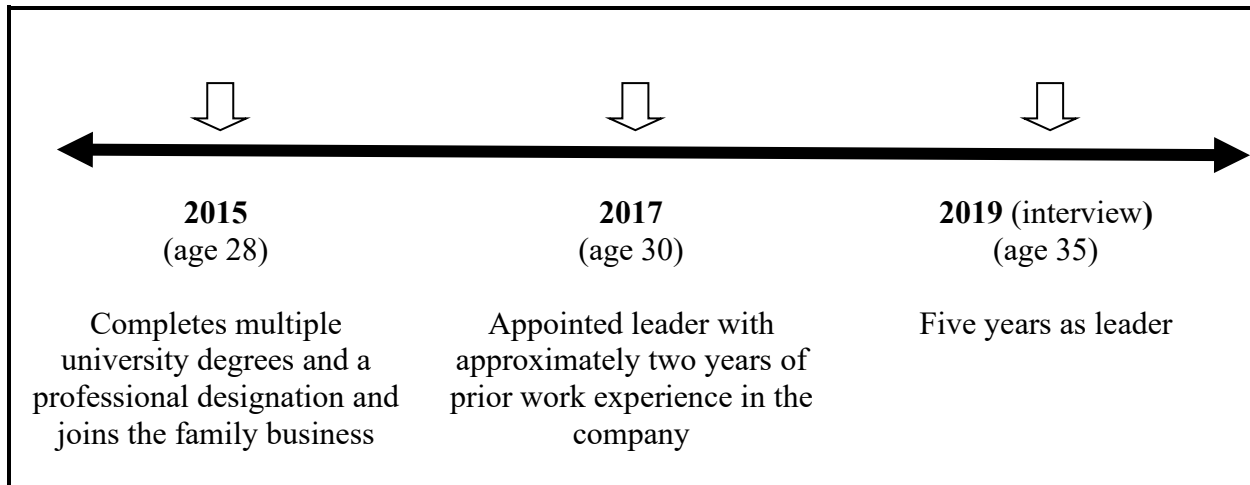 2015
(age 28)
Completes multiple
university degrees and a
professional designation and
joins the family business
2017
(age 30)
Appointed leader with
approximately two years of
prior work experience in the
company
2019 (interview)
(age 35)
Five years as leader